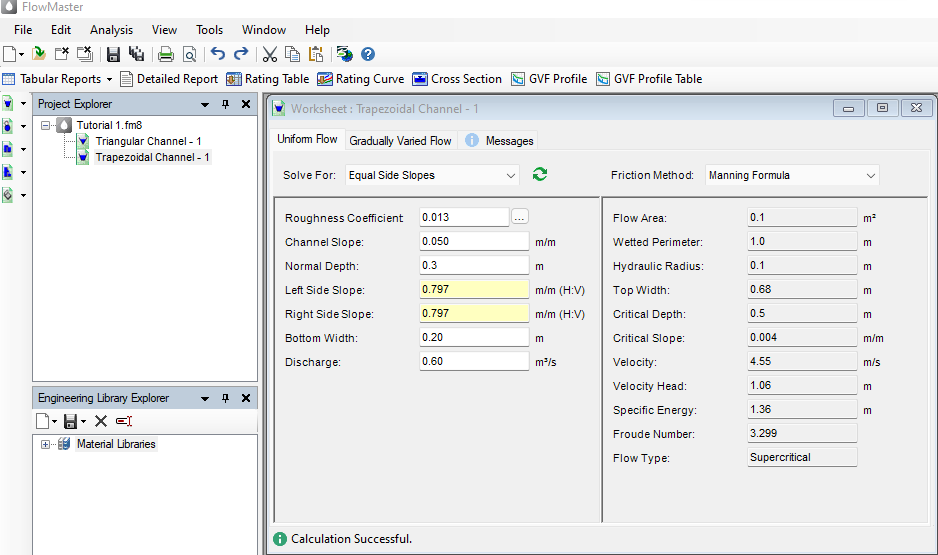 FlowMaster
File Edit Analysis View Tools Window Help
Tabular Reports Detailed Report Rating Table Rating Curve Cross Section GVF Profile GVF Profile Table
Project Explorer
Tutorial 1.fm8
Triangular Channel - 1
Trapezoidal Channel - 1
Engineering Library Explorer
Material Libraries
Worksheet : Trapezoidal Channel - 1
Uniform Flow Gradually Varied Flow Messages
Solve For: Equal Side Slopes Friction Method: Manning Formula
Roughness Coefficient 0.013 ...
Channel Slope: 0.050 m/m
Normal Depth: 0.3 m
Left Side Slope: 0.797 m/m (H:V)
Right Side Slope: 0.797 m/m (H:V)
Bottom Width: 0.20 m
Discharge: 0.60 m³/s
Flow Area: 0.1 m²
Wetted Perimeter: 1.0 m
Hydraulic Radius: 0.1 m
Top Width: 0.68 m
Critical Depth: 0.5 m
Critical Slope: 0.004 m/m
Velocity: 4.55 m/s
Velocity Head: 1.06 m
Specific Energy: 1.36 m
Froude Number: 3.299
Flow Type: Supercritical
Calculation Successful.